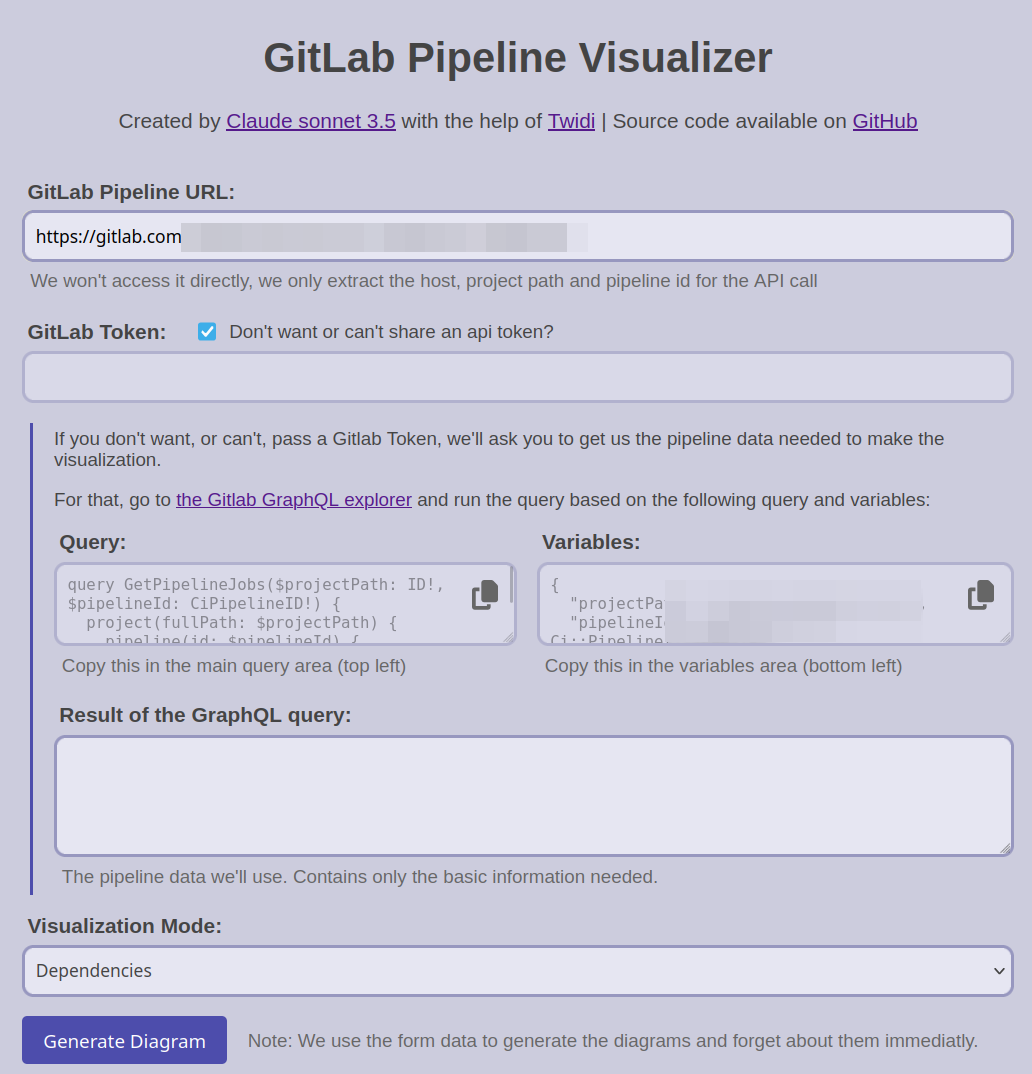 GitLab Pipeline Visualizer
Created by Claude sonnet 3.5 with the help of Twidi | Source code available on GitHub
GitLab Pipeline URL:
https://gitlab.com
We won't access it directly, we only extract the host, project path and pipeline id for the API call
GitLab Token: Don't want or can't share an api token?
If you don't want, or can't, pass a Gitlab Token, we'll ask you to get us the pipeline data needed to make the
visualization.
For that, go to the Gitlab GraphQL explorer and run the query based on the following query and variables:
Query: Variables:
query GetPipelineJobs($projectPath: ID!,
$pipelineId: CiPipelineID!) {
project(fullPath: $projectPath) {
pipeline(id: $pipelineId) {
{
"projectPa
"pipelineI
Ci::Pipeline
Copy this in the main query area (top left) Copy this in the variables area (bottom left)
Result of the GraphQL query:
The pipeline data we'll use. Contains only the basic information needed.
Visualization Mode:
Dependencies
Generate Diagram Note: We use the form data to generate the diagrams and forget about them immediatly.